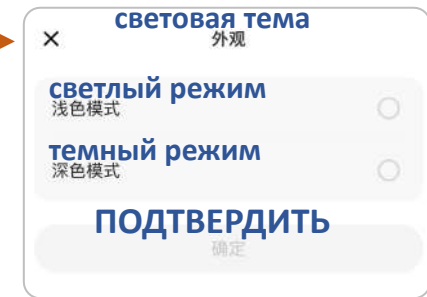 световая тема
外观
светлый режим
浅色模式
темный режим
深色模式
ПОДТВЕРДИТЬ
确定